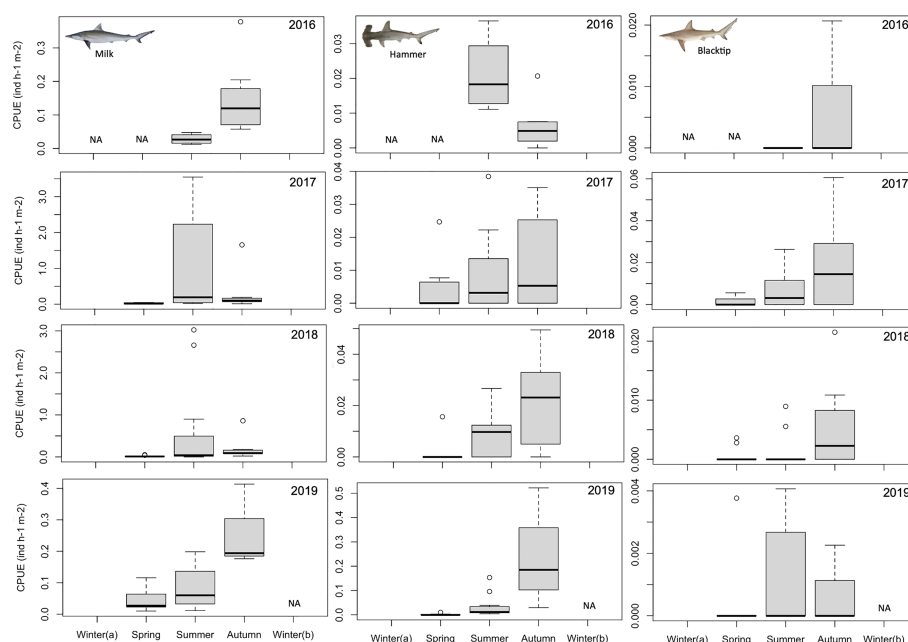 2016
Milk
CPUE (ind h-1 m-2)
0.0 0.1 0.2 0.3
NA NA
2016
Hammer
0.00 0.01 0.02 0.03
NA NA
2016
Blacktip
0.000 0.010 0.020
NA NA
2017
CPUE (ind h-1 m-2)
0.0 1.0 2.0 3.0
2017
0.00 0.01 0.02 0.03 0.04
2017
0.00 0.02 0.04 0.06
2018
CPUE (ind h-1 m-2)
0.0 1.0 2.0 3.0
2018
0.00 0.02 0.04
2018
0.000 0.010 0.020
2019
CPUE (ind h-1 m-2)
0.0 0.1 0.2 0.3 0.4
NA
Winter(a) Spring Summer Autumn Winter(b)
2019
0.0 0.1 0.2 0.3 0.4 0.5
NA
Winter(a) Spring Summer Autumn Winter(b)
2019
0.000 0.002 0.004
NA
Winter(a) Spring Summer Autumn Winter(b)